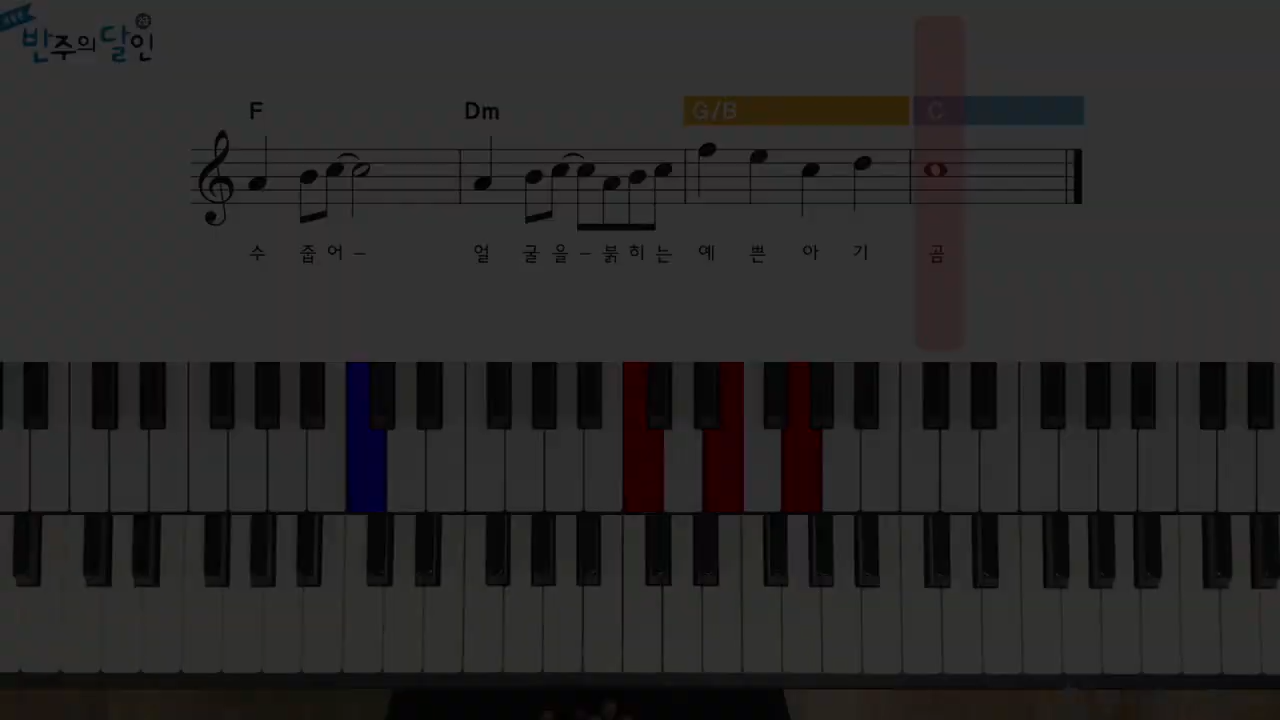 반주의달인
F Dm G/B C
수 줍어 – 얼 굴을 – 붉히는 예 쁜 아 기 곰